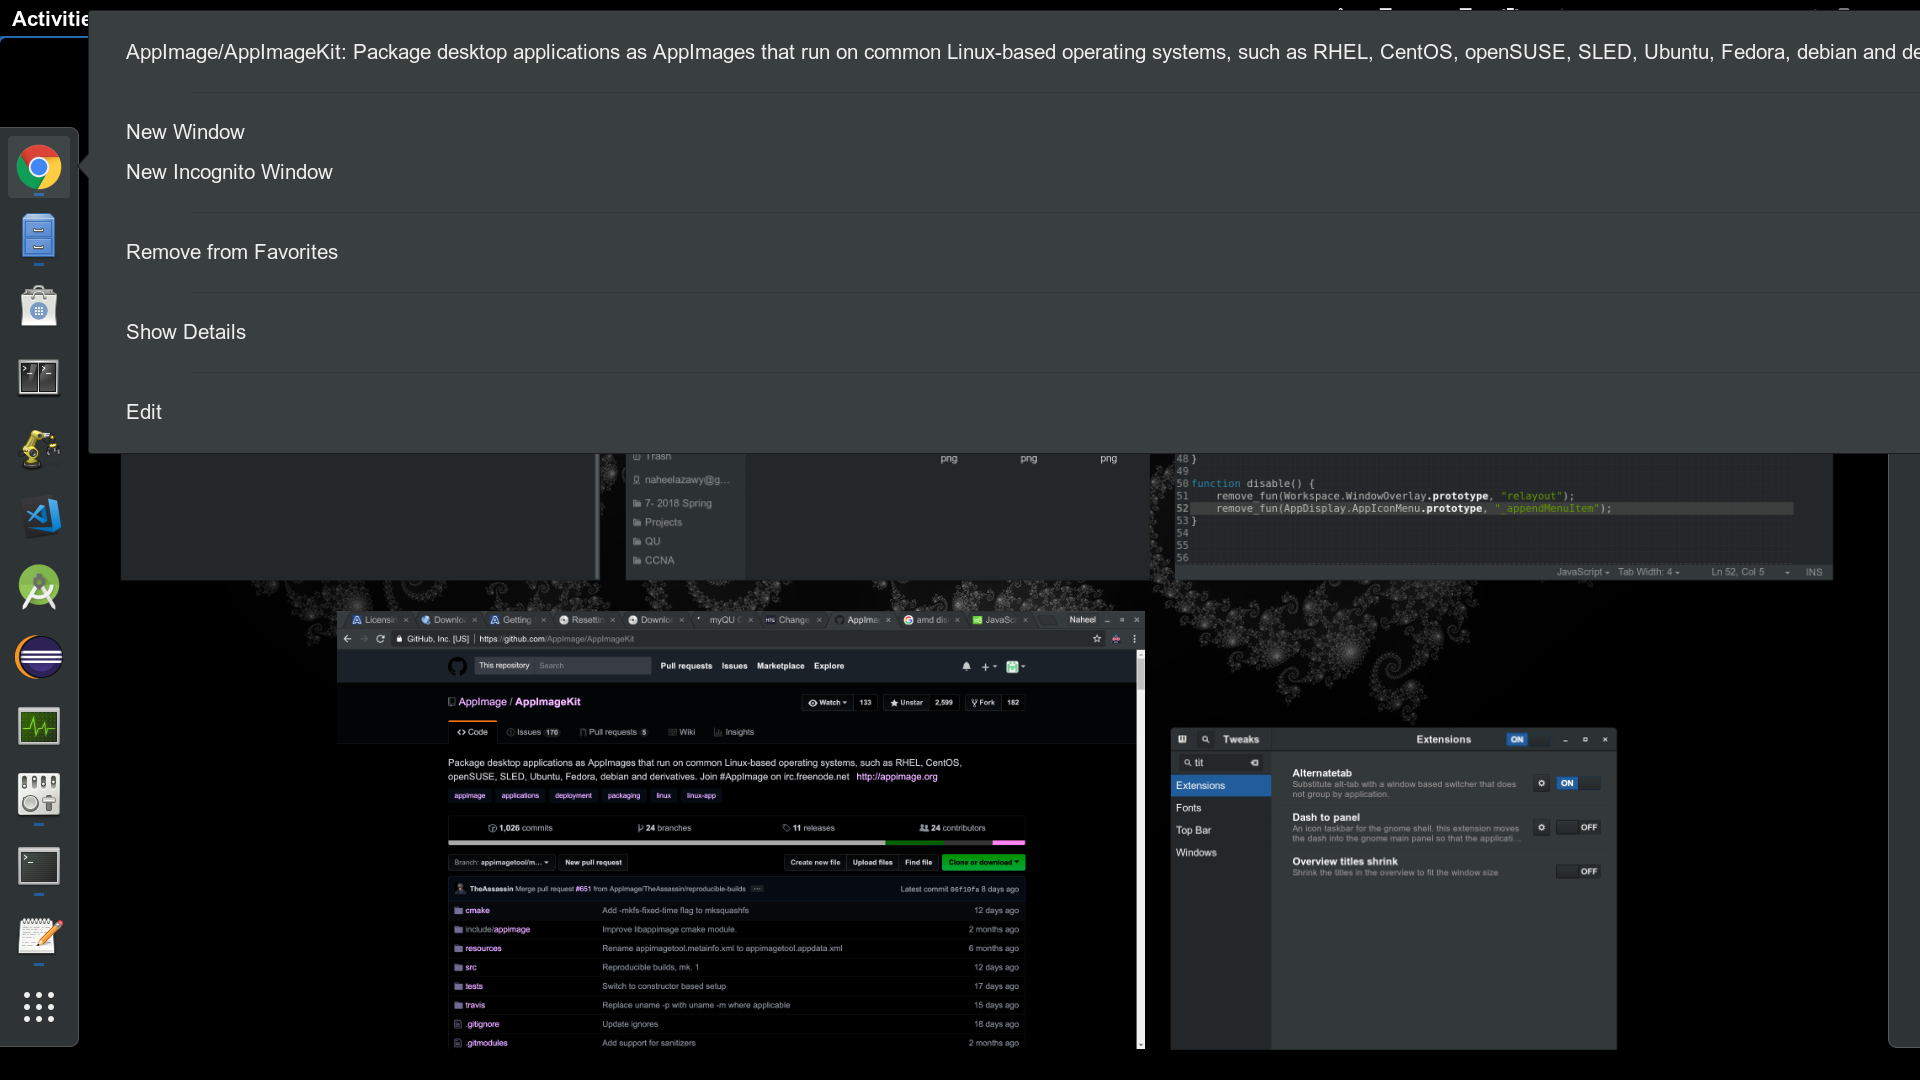 Activitie
AppImage/AppImageKit: Package desktop applications as AppImages that run on common Linux-based operating systems, such as RHEL, CentOS, openSUSE, SLED, Ubuntu, Fedora, debian and de
New Window
New Incognito Window
Remove from Favorites
Show Details
Edit
Trash
naheelazawy@g...
7- 2018 Spring
Projects
QU
CCNA
png png png
48 }
49
50 function disable() {
51 remove_fun(Workspace.WindowOverlay.prototype, "relayout");
52 remove_fun(AppDisplay.AppIconMenu.prototype, "_appendMenuItem");
53 }
54
55
56
JavaScript Tab Width: 4 Ln 52, Col 5 INS
Licensin Downlo Getting Resettin Downlo myQU C Change AppIma amd dis JavaScr Naheel
GitHub, Inc. [US] https://github.com/AppImage/AppImageKit
This repository Search Pull requests Issues Marketplace Explore
AppImage / AppImageKit Watch 133 Unstar 2,599 Fork 182
Code Issues 170 Pull requests 5 Wiki Insights
Package desktop applications as AppImages that run on common Linux-based operating systems, such as RHEL, CentOS,
openSUSE, SLED, Ubuntu, Fedora, debian and derivatives. Join #AppImage on irc.freenode.net http://appimage.org
appimage applications deployment packaging linux linux-app
1,026 commits 24 branches 11 releases 24 contributors
Branch: appimagetool/m... New pull request Create new file Upload files Find file Clone or download
TheAssassin Merge pull request #651 from AppImage/TheAssassin/reproducible-builds ... Latest commit 06f10fa 8 days ago
cmake Add -mkfs-fixed-time flag to mksquashfs 12 days ago
include/appimage Improve libappimage cmake module. 2 months ago
resources Rename appimagetool.metainfo.xml to appimagetool.appdata.xml 6 months ago
src Reproducible builds, mk. 1 12 days ago
tests Switch to constructor based setup 17 days ago
travis Replace uname -p with uname -m where applicable 15 days ago
.gitignore Update ignores 18 days ago
.gitmodules Add support for sanitizers 2 months ago
Tweaks Extensions ON
tit
Extensions
Fonts
Top Bar
Windows
Alternatetab
Substitute alt-tab with a window based switcher that does
not group by application.
ON
Dash to panel
An icon taskbar for the gnome shell. this extension moves
the dash into the gnome main panel so that the applicati...
OFF
Overview titles shrink
Shrink the titles in the overview to fit the window size
OFF